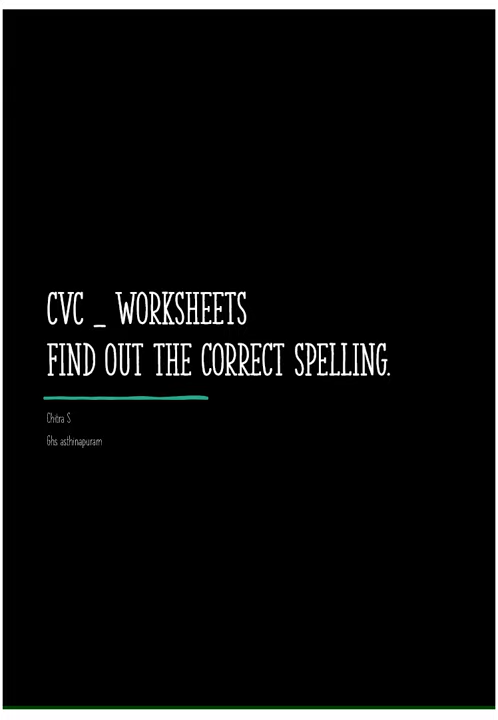 CVC _ WORKSHEETS
FIND OUT THE CORRECT SPELLING.
Chitra S
Ghs asthinapuram